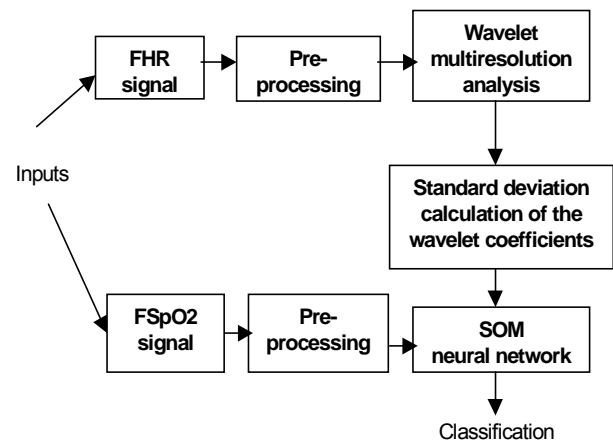 FHR
signal
Pre-
processing
Wavelet
multiresolution
analysis
Inputs
Standard deviation
calculation of the
wavelet coefficients
FSpO2
signal
Pre-
processing
SOM
neural network
Classification